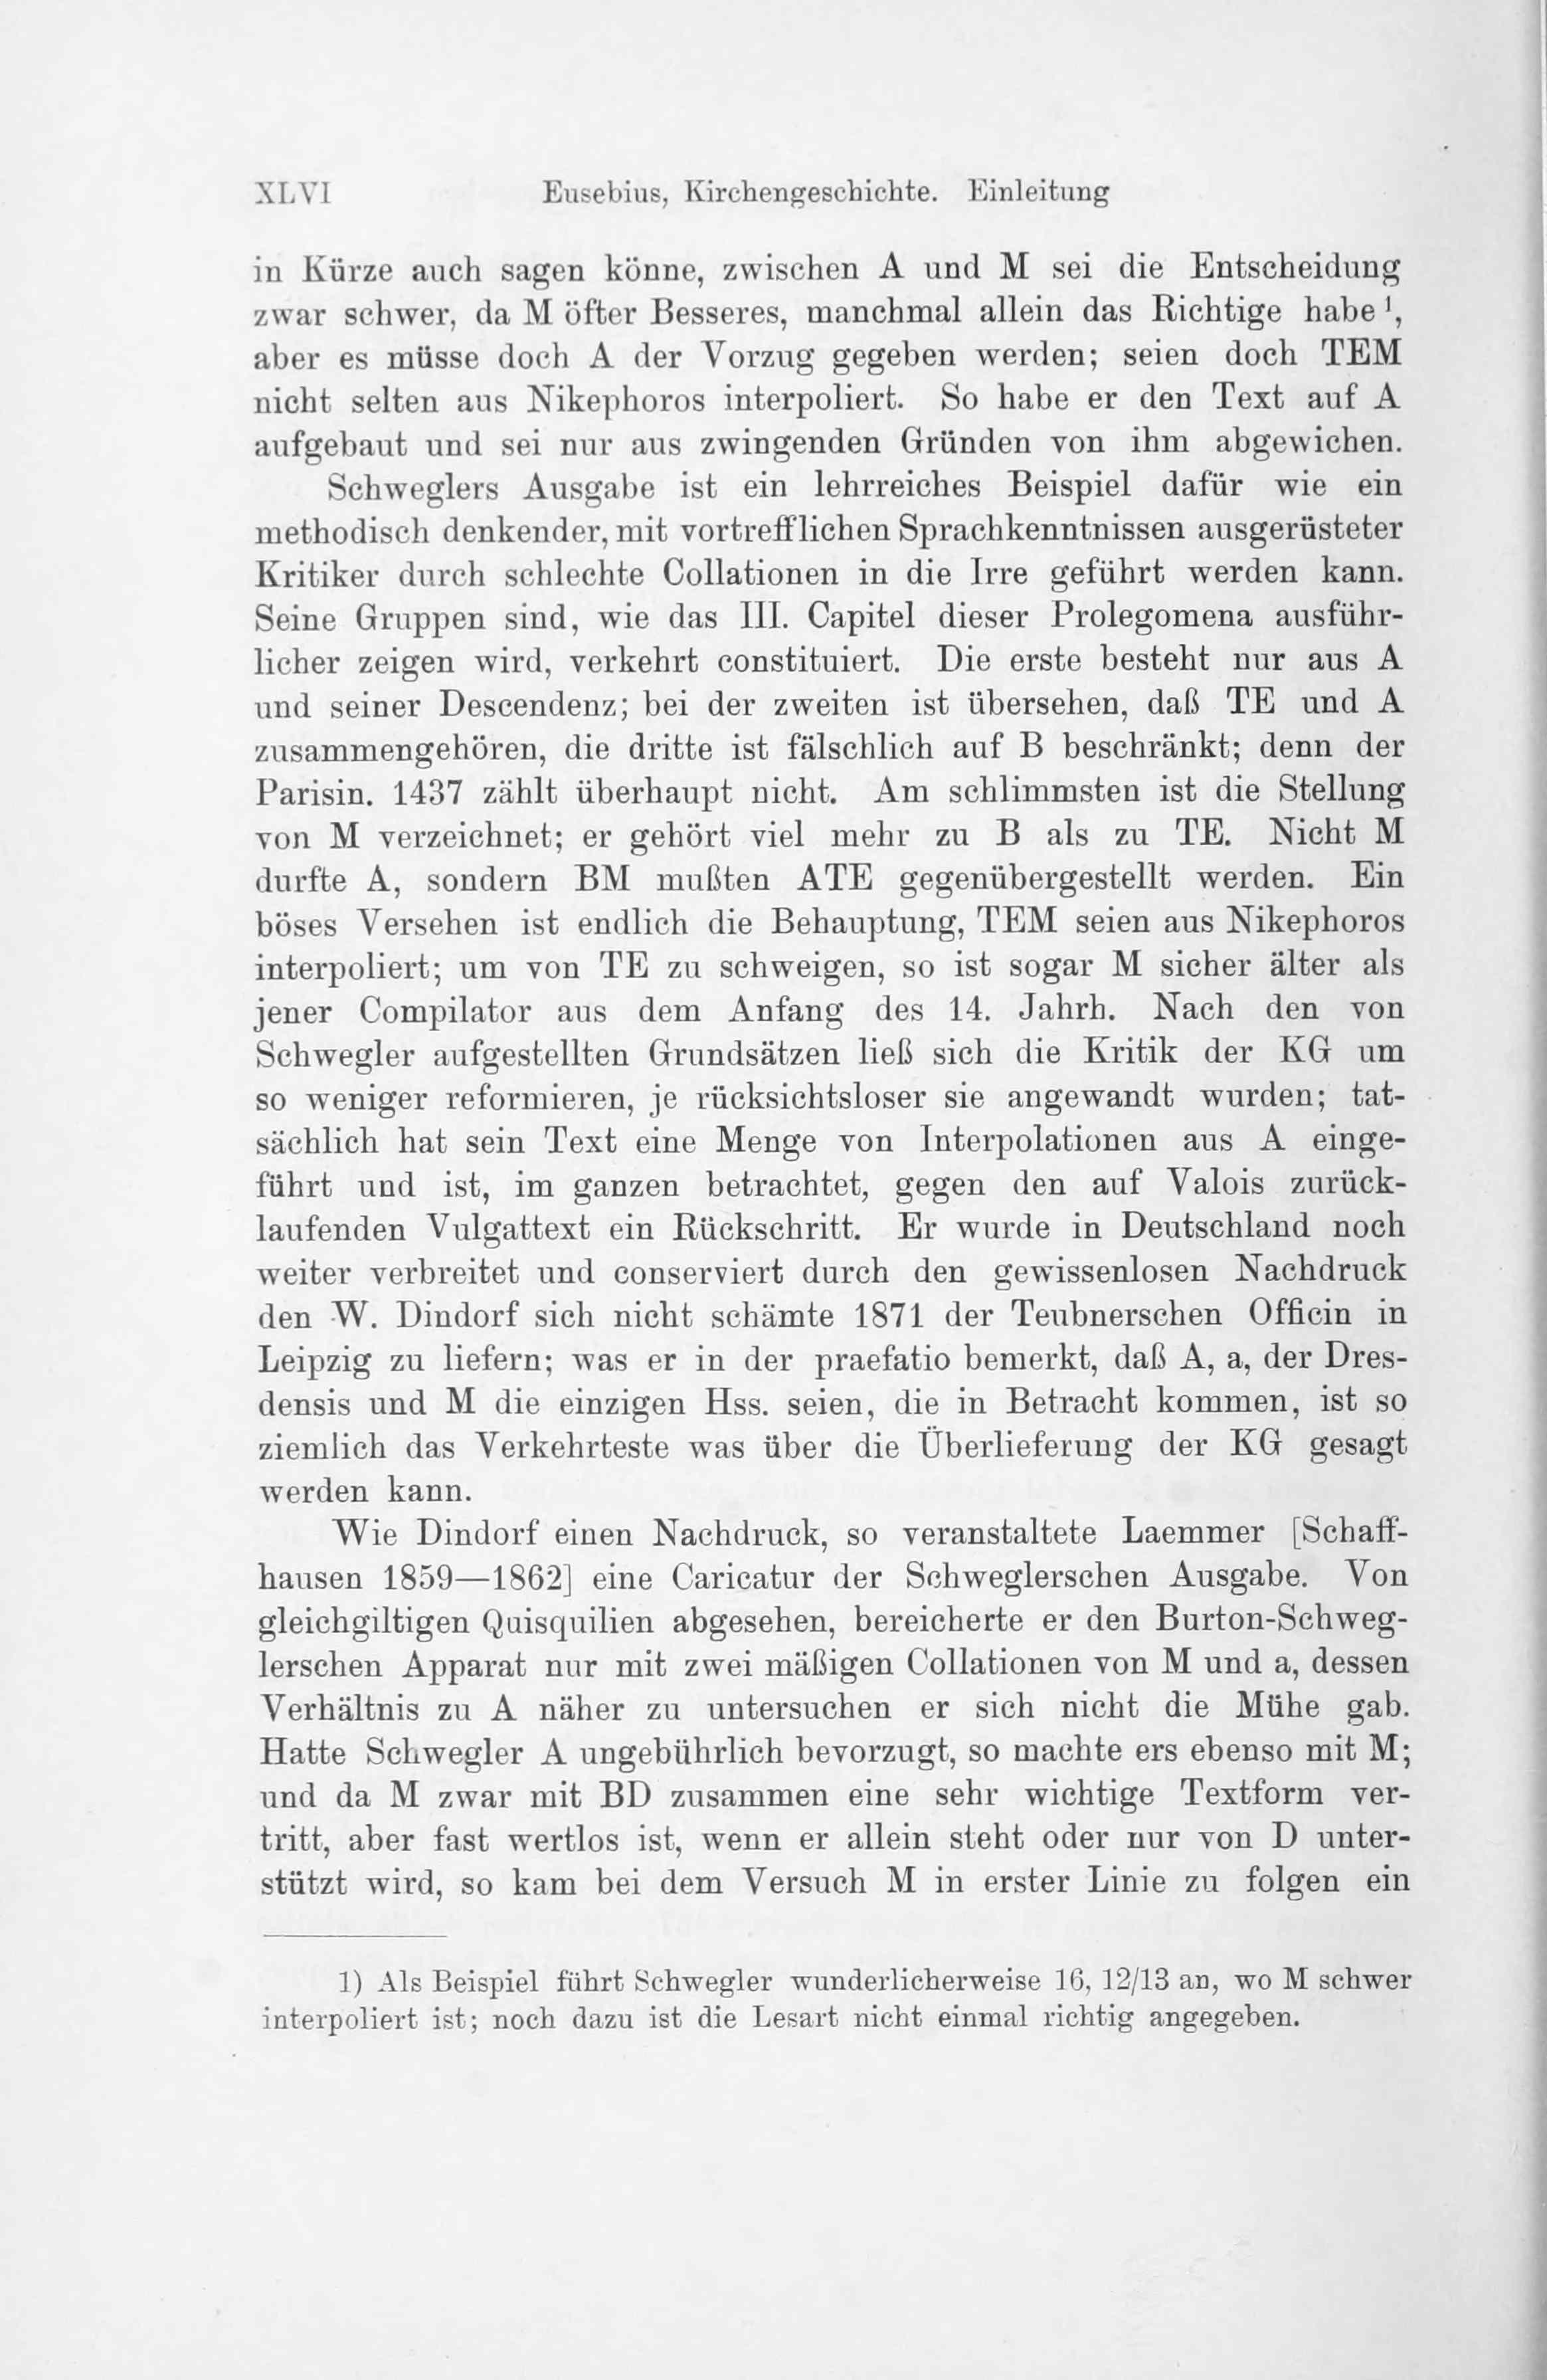 XLVI Eusebius, Kirchengeschichte. Einleitung
in Kürze auch sagen könne, zwischen A und M sei die Entscheidung
zwar schwer, da M öfter Besseres, manchmal allein das Richtige habe ¹,
aber es müsse doch A der Vorzug gegeben werden; seien doch TEM
nicht selten aus Nikephoros interpoliert. So habe er den Text auf A
aufgebaut und sei nur aus zwingenden Gründen von ihm abgewichen.
Schweglers Ausgabe ist ein lehrreiches Beispiel dafür wie ein
methodisch denkender, mit vortrefflichen Sprachkenntnissen ausgerüsteter
Kritiker durch schlechte Collationen in die Irre geführt werden kann.
Seine Gruppen sind, wie das III. Capitel dieser Prolegomena ausführ-
licher zeigen wird, verkehrt constituiert. Die erste besteht nur aus A
und seiner Descendenz; bei der zweiten ist übersehen, daß TE und A
zusammengehören, die dritte ist fälschlich auf B beschränkt; denn der
Parisin. 1437 zählt überhaupt nicht. Am schlimmsten ist die Stellung
von M verzeichnet; er gehört viel mehr zu B als zu TE. Nicht M
durfte A, sondern BM mußten ATE gegenübergestellt werden. Ein
böses Versehen ist endlich die Behauptung, TEM seien aus Nikephoros
interpoliert; um von TE zu schweigen, so ist sogar M sicher älter als
jener Compilator aus dem Anfang des 14. Jahrh. Nach den von
Schwegler aufgestellten Grundsätzen ließ sich die Kritik der KG um
so weniger reformieren, je rücksichtsloser sie angewandt wurden; tat-
sächlich hat sein Text eine Menge von Interpolationen aus A einge-
führt und ist, im ganzen betrachtet, gegen den auf Valois zurück-
laufenden Vulgattext ein Rückschritt. Er wurde in Deutschland noch
weiter verbreitet und conserviert durch den gewissenlosen Nachdruck
den W. Dindorf sich nicht schämte 1871 der Teubnerschen Officin in
Leipzig zu liefern; was er in der praefatio bemerkt, daß A, a, der Dres-
densis und M die einzigen Hss. seien, die in Betracht kommen, ist so
ziemlich das Verkehrteste was über die Überlieferung der KG gesagt
werden kann.
Wie Dindorf einen Nachdruck, so veranstaltete Laemmer [Schaff-
hausen 1859—1862] eine Caricatur der Schweglerschen Ausgabe. Von
gleichgiltigen Quisquilien abgesehen, bereicherte er den Burton-Schweg-
lerschen Apparat nur mit zwei mäßigen Collationen von M und a, dessen
Verhältnis zu A näher zu untersuchen er sich nicht die Mühe gab.
Hatte Schwegler A ungebührlich bevorzugt, so machte ers ebenso mit M;
und da M zwar mit BD zusammen eine sehr wichtige Textform ver-
tritt, aber fast wertlos ist, wenn er allein steht oder nur von D unter-
stützt wird, so kam bei dem Versuch M in erster Linie zu folgen ein
1) Als Beispiel führt Schwegler wunderlicherweise 16, 12/13 an, wo M schwer
interpoliert ist; noch dazu ist die Lesart nicht einmal richtig angegeben.